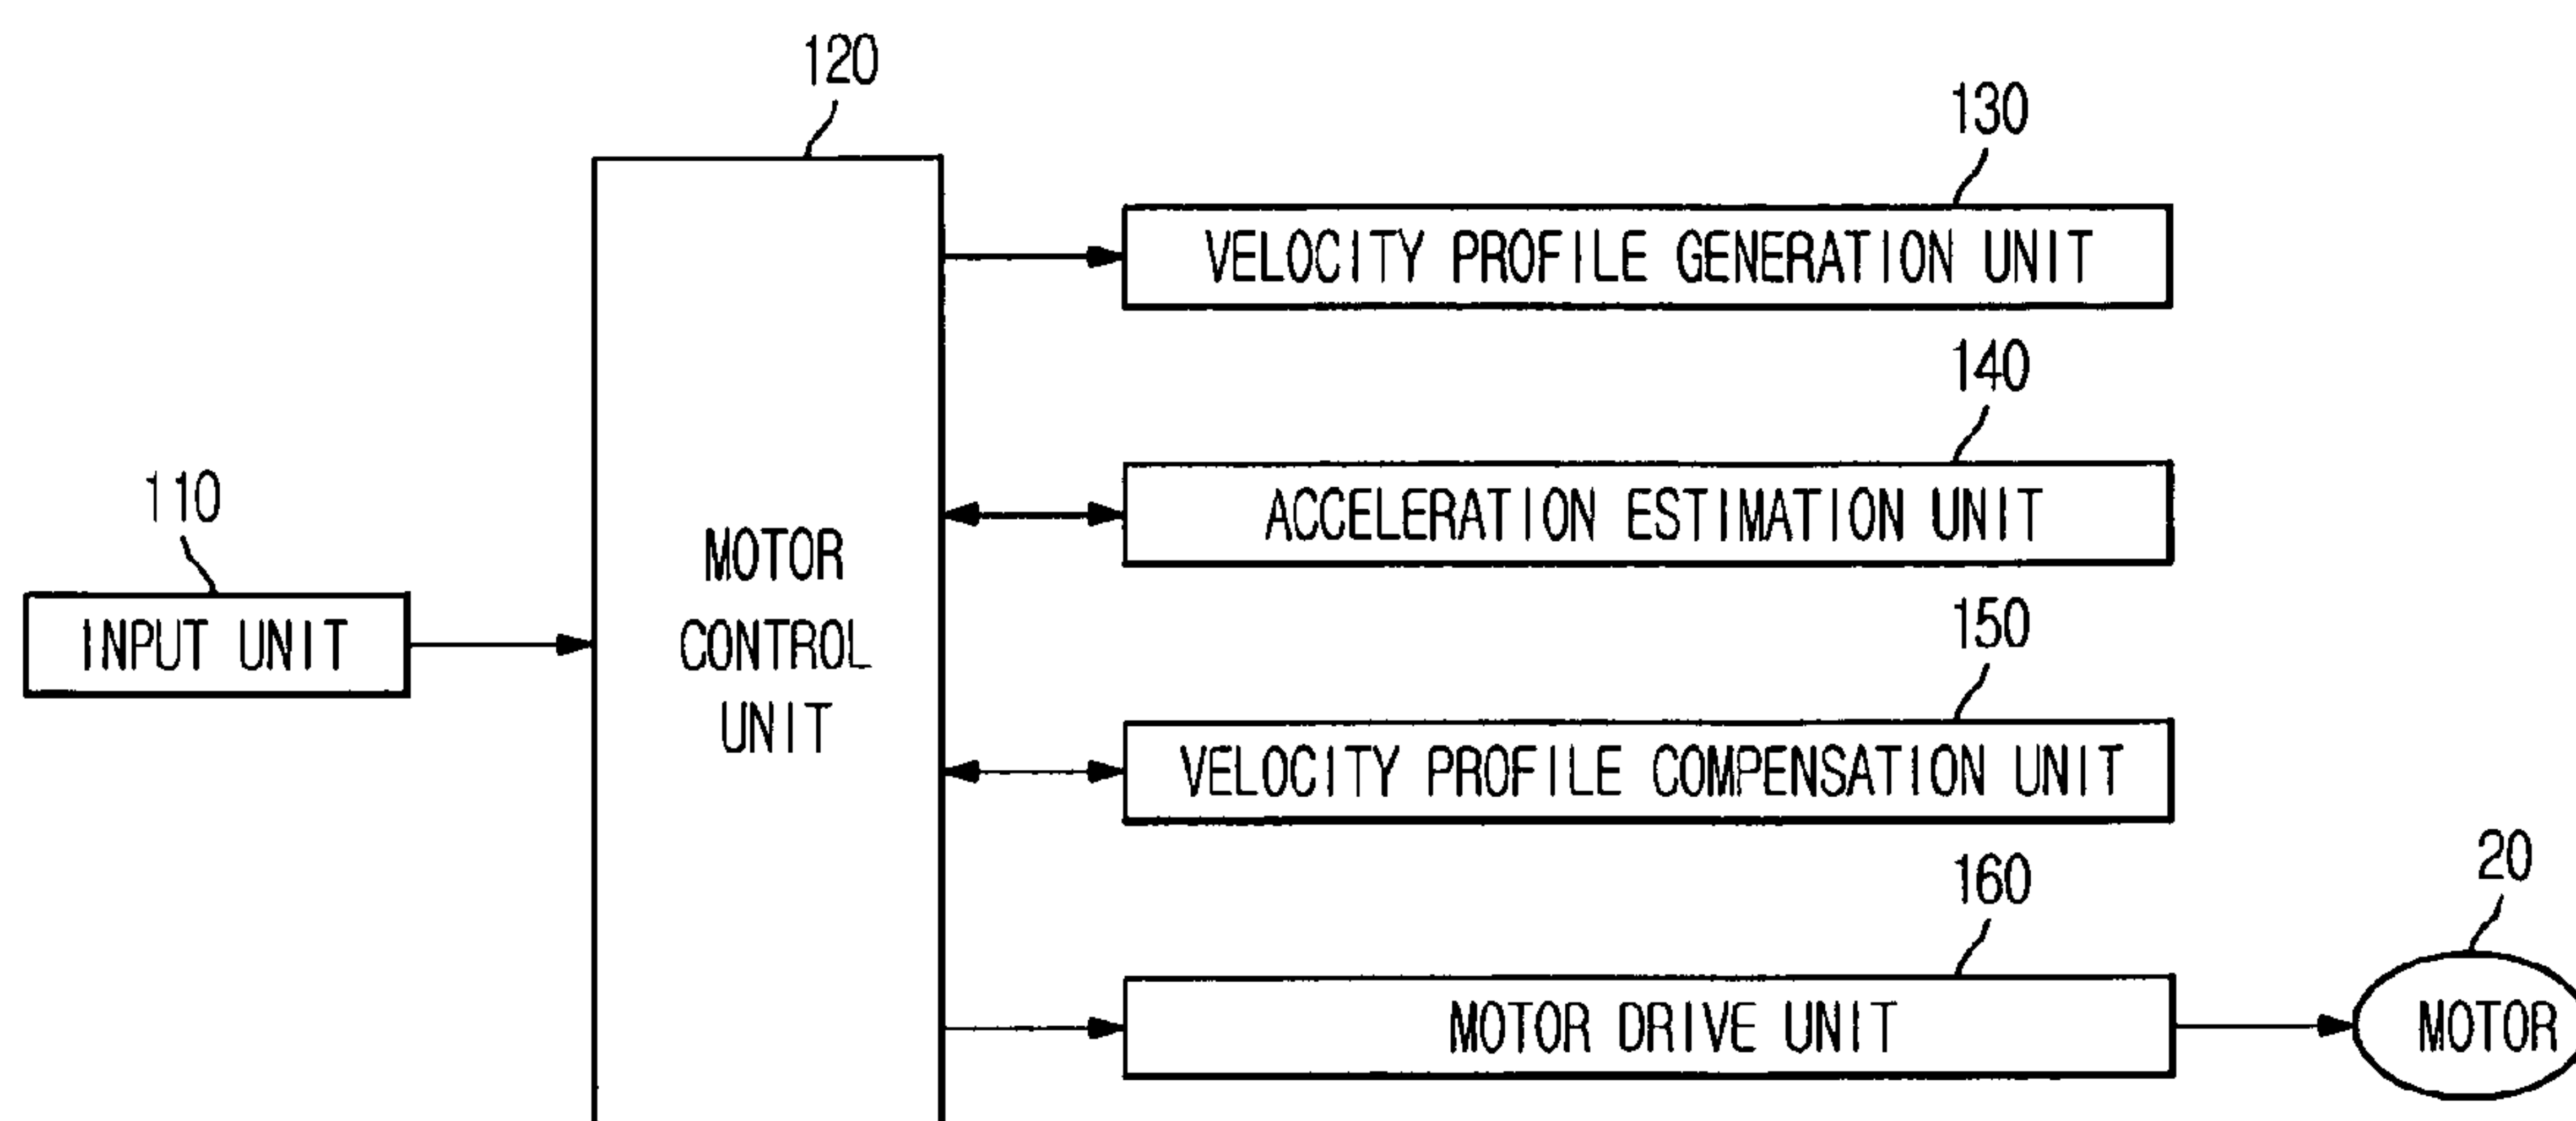 120
130
VELOCITY PROFILE GENERATION UNIT
140
ACCELERATION ESTIMATION UNIT
110
INPUT UNIT
MOTOR
CONTROL
UNIT
150
VELOCITY PROFILE COMPENSATION UNIT
160
MOTOR DRIVE UNIT
20
MOTOR